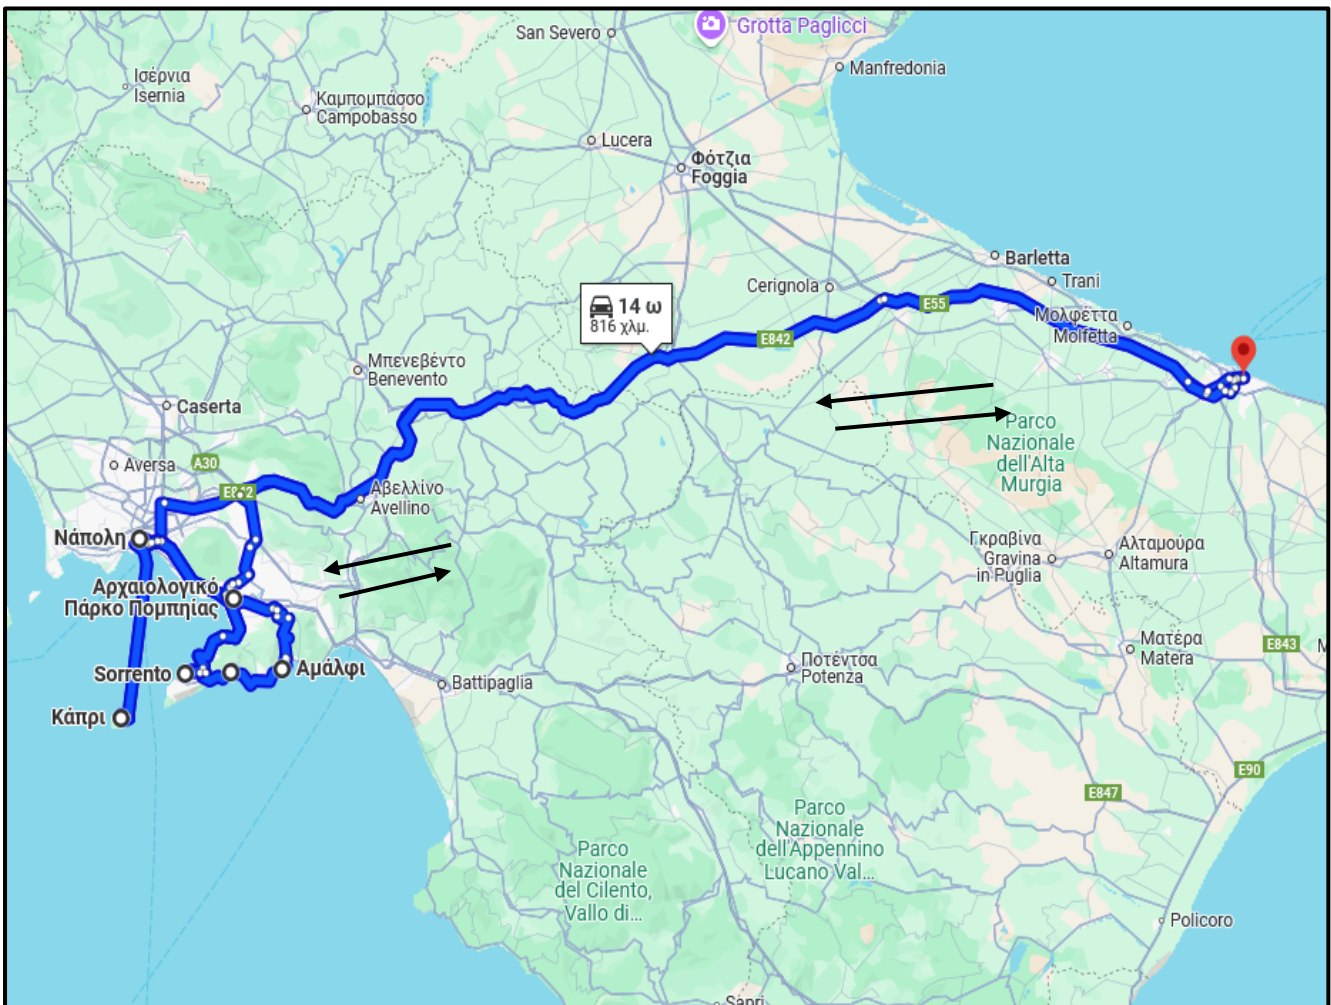 San Severo
Grotta Paglicci
Manfredonia
Ισέρνια
Isernia
Καμπομπάσσο
Campobasso
Lucera
Φότζια
Foggia
Barletta
Trani
Cerignola
14 ω
816 χλμ.
E55
Μολφέττα
Molfetta
E842
Μπενεβέντο
Benevento
Caserta
Parco
Nazionale
dell'Alta
Murgia
Aversa
A30
Αβελλίνο
Avellino
Νάπολη
Γκραβίνα
Gravina
in Puglia
Αλταμούρα
Altamura
Αρχαιολογικό
Πάρκο Πομπηίας
Ματέρα
Matera
E843
Sorrento
Αμάλφι
Ποτέντσα
Potenza
Battipaglia
Κάπρι
E90
E847
Parco
Nazionale
dell'Appennino
Lucano Val...
Parco
Nazionale
del Cilento,
Vallo di...
Policoro
Sapri